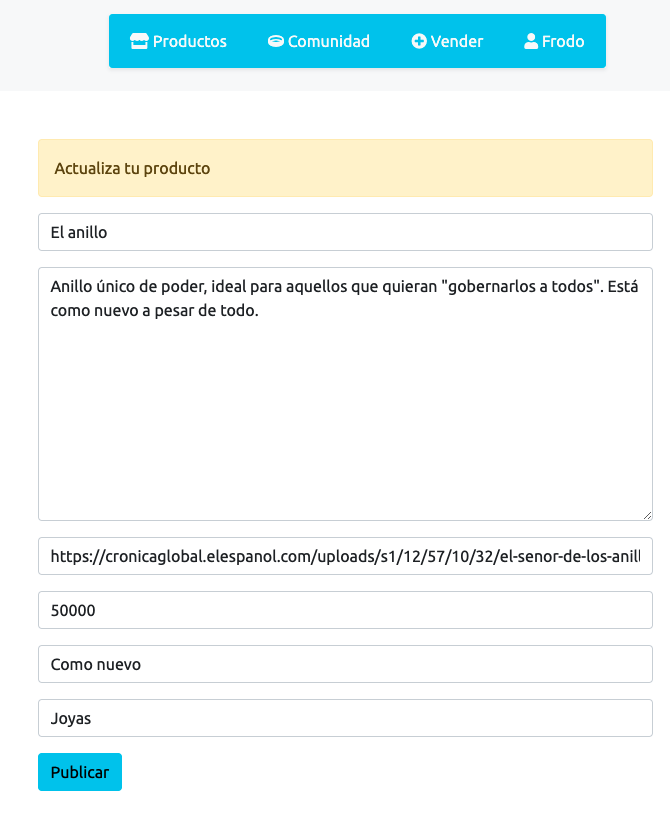 Productos Comunidad Vender Frodo
Actualiza tu producto
El anillo
Anillo único de poder, ideal para aquellos que quieran "gobernarlos a todos". Está
como nuevo a pesar de todo.
https://cronicaglobal.elespanol.com/uploads/s1/12/57/10/32/el-senor-de-los-anill
50000
Como nuevo
Joyas
Publicar